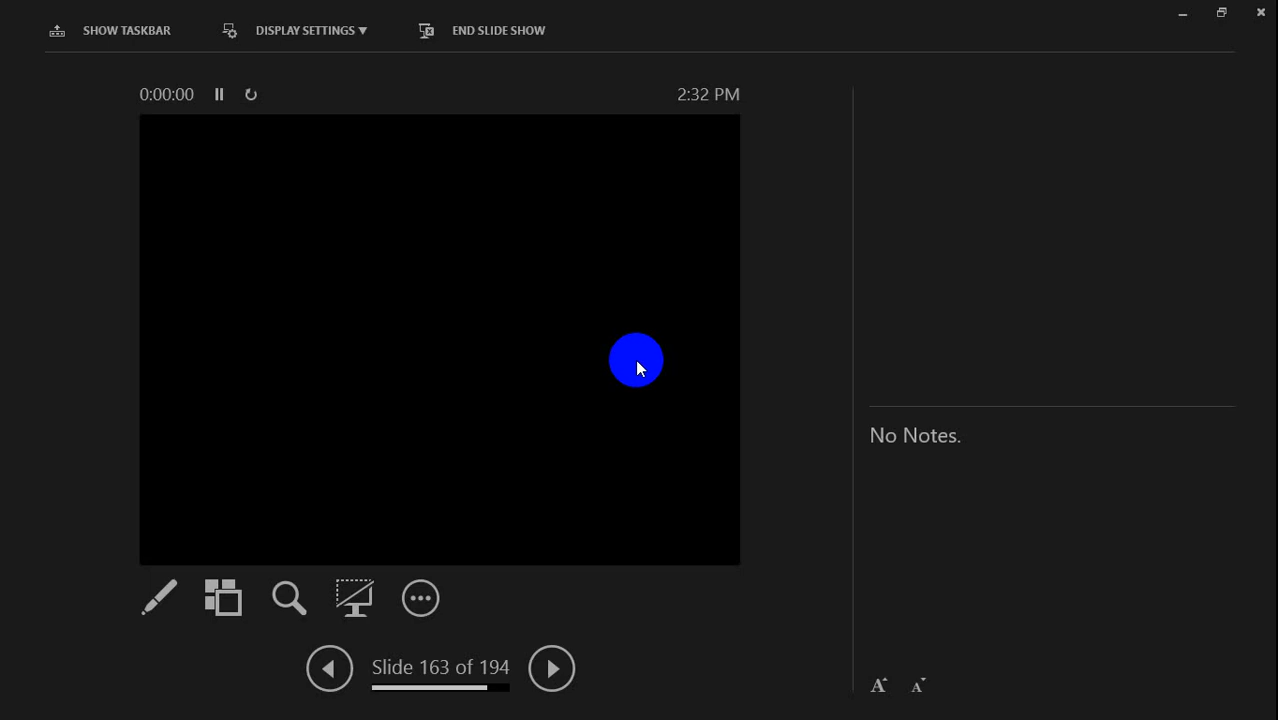 SHOW TASKBAR
DISPLAY SETTINGS ▼
END SLIDE SHOW
0:00:00
2:32 PM
No Notes.
Slide 163 of 194
A
A